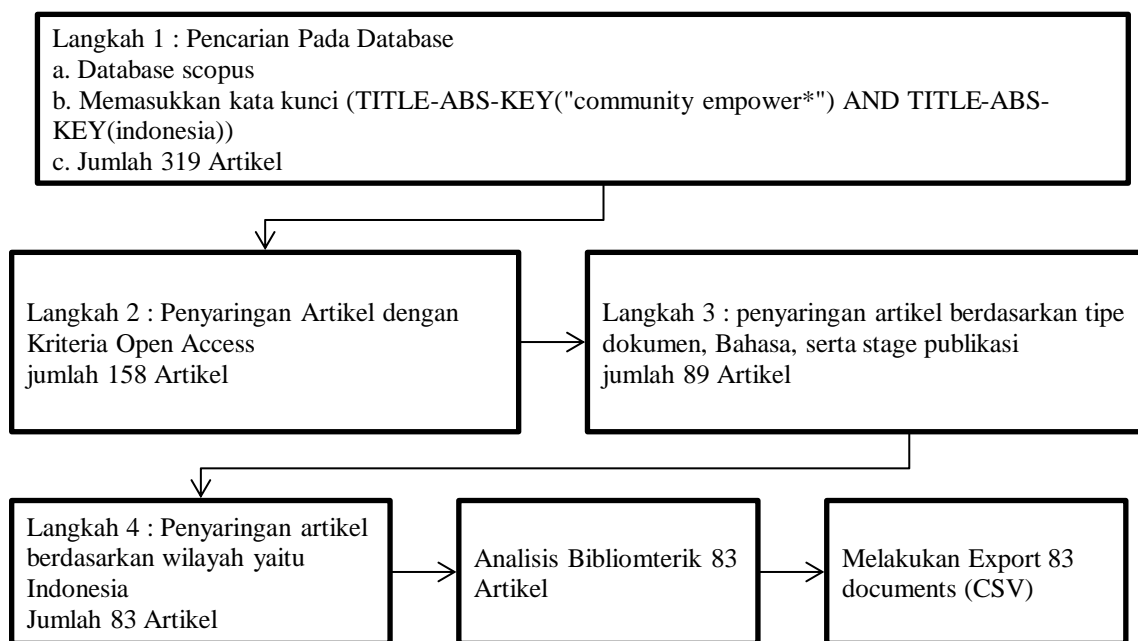 Langkah 1 : Pencarian Pada Database
a. Database scopus
b. Memasukkan kata kunci (TITLE-ABS-KEY("community empower*") AND TITLE-ABS-
KEY(indonesia))
c. Jumlah 319 Artikel
Langkah 2 : Penyaringan Artikel dengan
Kriteria Open Access
jumlah 158 Artikel
Langkah 3 : penyaringan artikel berdasarkan tipe
dokumen, Bahasa, serta stage publikasi
jumlah 89 Artikel
Langkah 4 : Penyaringan artikel
berdasarkan wilayah yaitu
Indonesia
Jumlah 83 Artikel
Analisis Bibliomterik 83
Artikel
Melakukan Export 83
documents (CSV)